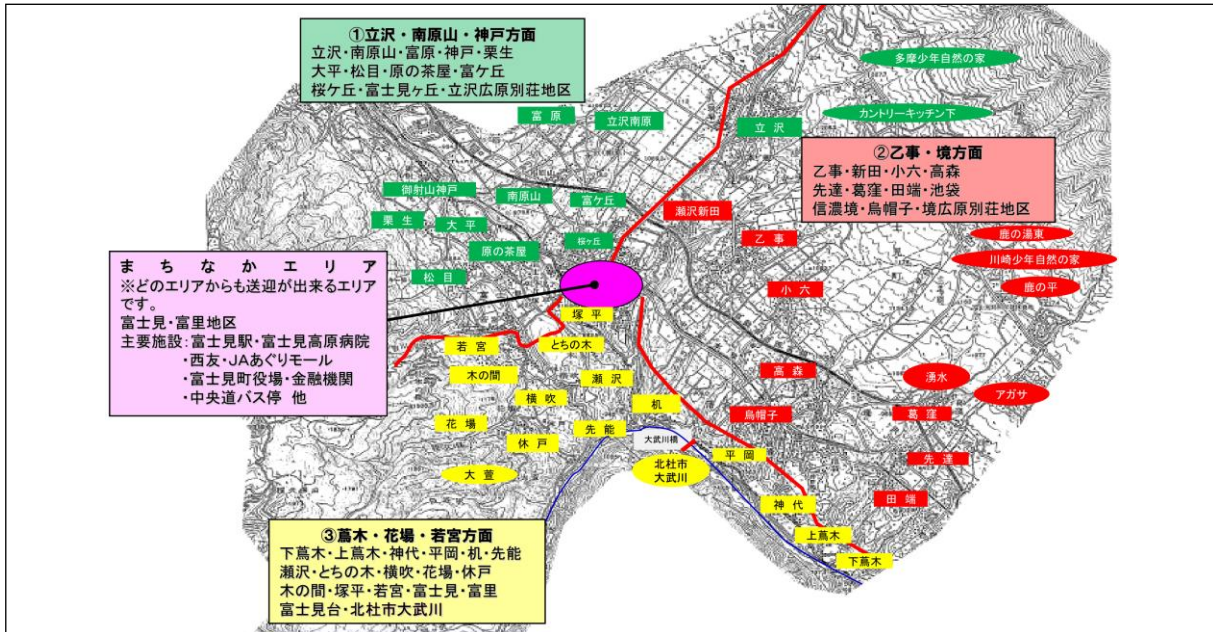 ①立沢・南原山・神戸方面
立沢・南原山・富原・神戸・栗生
大平・松目・原の茶屋・富ケ丘
桜ケ丘・富士見ヶ丘・立沢広原別荘地区
多摩少年自然の家
カントリーキッチン下
富原
立沢南原
立沢
②乙事・境方面
乙事・新田・小六・高森
先達・葛窪・田端・池袋
信濃境・烏帽子・境広原別荘地区
御射山神戸
南原山
富ケ丘
瀬沢新田
栗生
大平
桜ヶ丘
乙事
鹿の湯東
原の茶屋
川崎少年自然の家
松目
小六
鹿の平
まちなかエリア
※どのエリアからも送迎が出来るエリア
です。
富士見・富里地区
主要施設:富士見駅・富士見高原病院
・西友・JAあぐりモール
・富士見町役場・金融機関
・中央道バス停 他
塚平
若宮
とちの木
木の間
瀬沢
高森
湧水
アガサ
横吹
机
烏帽子
葛窪
花場
先能
休戸
大武川橋
平岡
先達
大萱
北杜市
大武川
田端
神代
上蔦木
下蔦木
③蔦木・花場・若宮方面
下蔦木・上蔦木・神代・平岡・机・先能
瀬沢・とちの木・横吹・花場・休戸
木の間・塚平・若宮・富士見・富里
富士見台・北杜市大武川